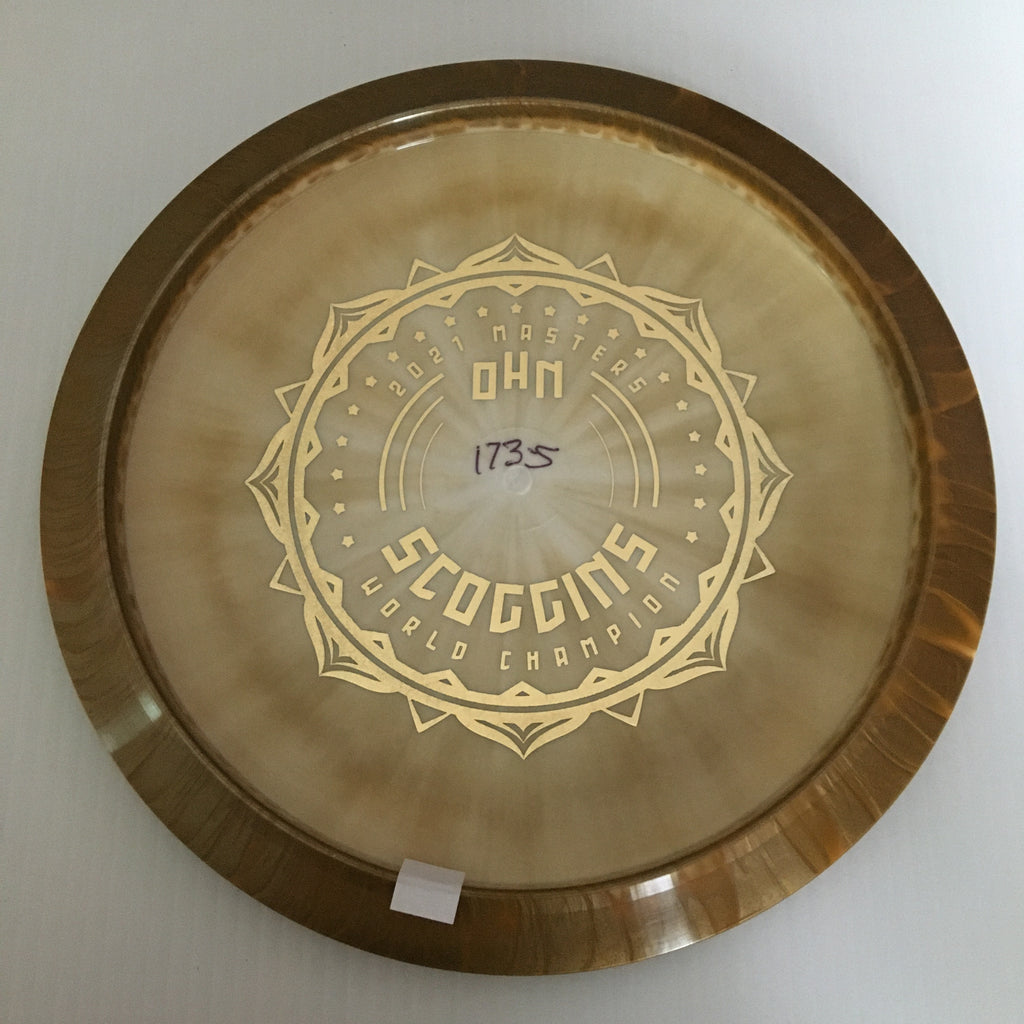 2021 MASTERS
OHN
1735
SCOGGINS
WORLD CHAMPION